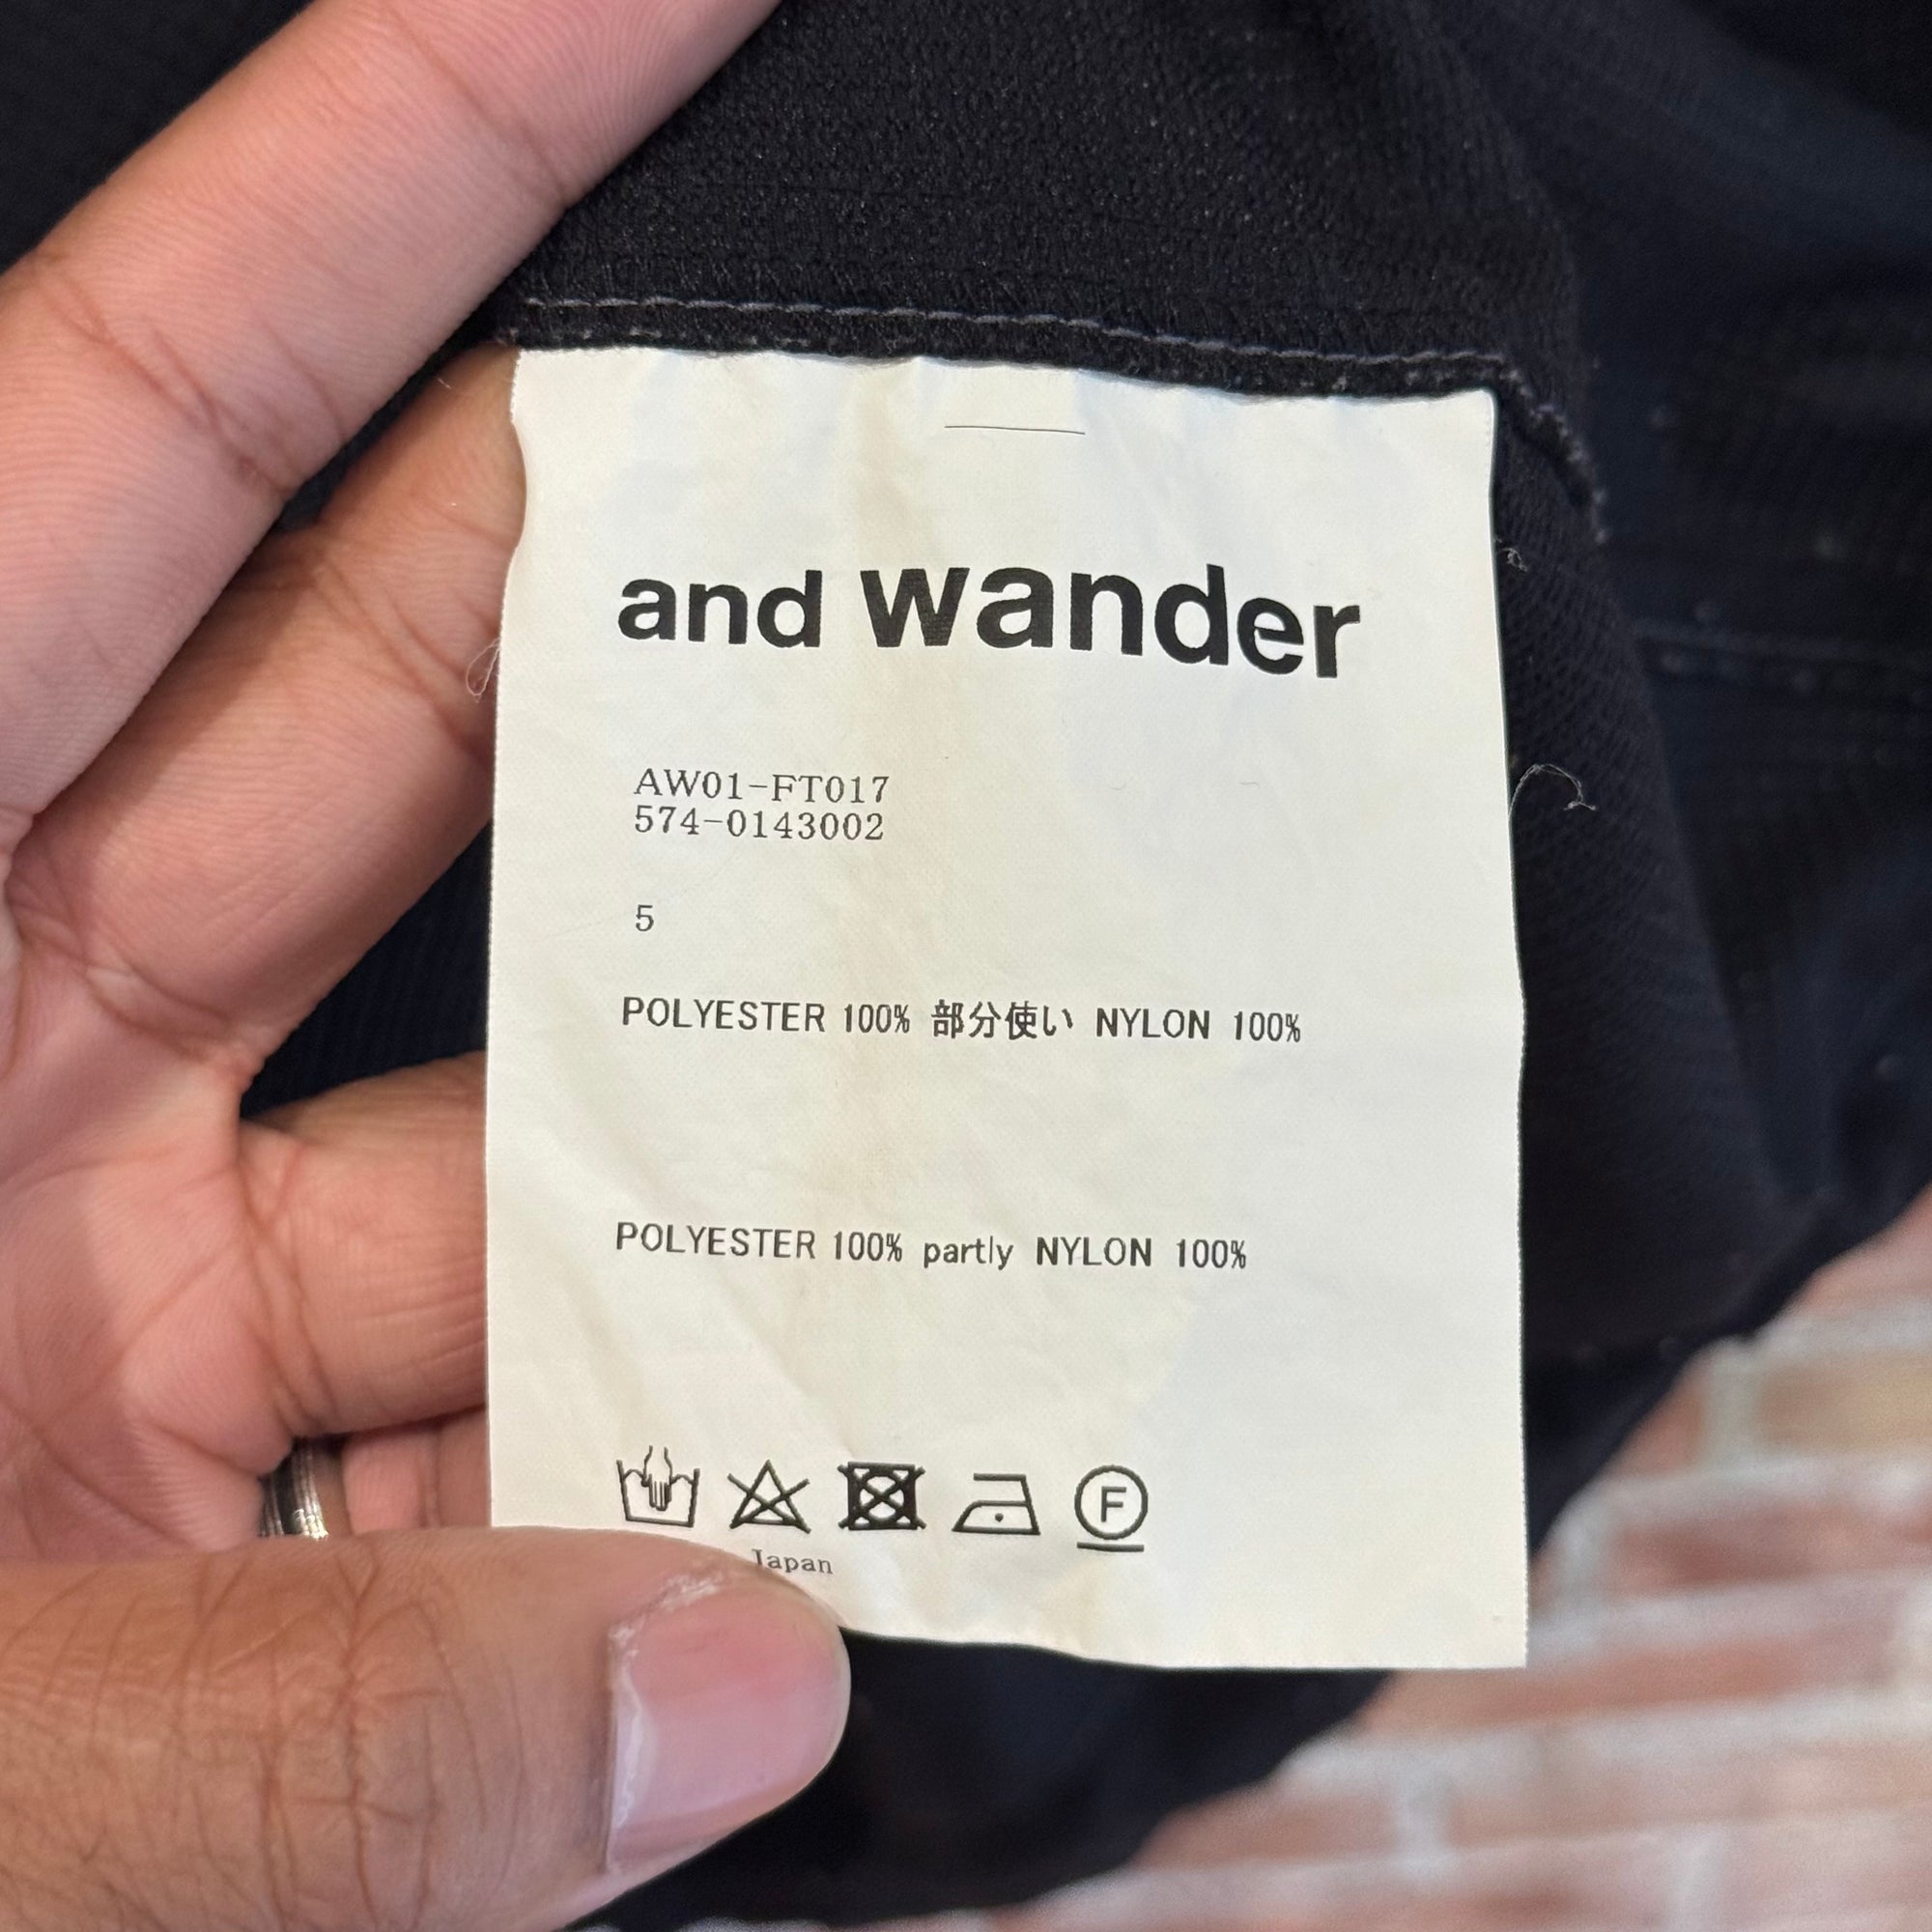 and wander
AW01-FT017
574-0143002
5
POLYESTER 100% 部分使い NYLON 100%
POLYESTER 100% partly NYLON 100%
F
Japan